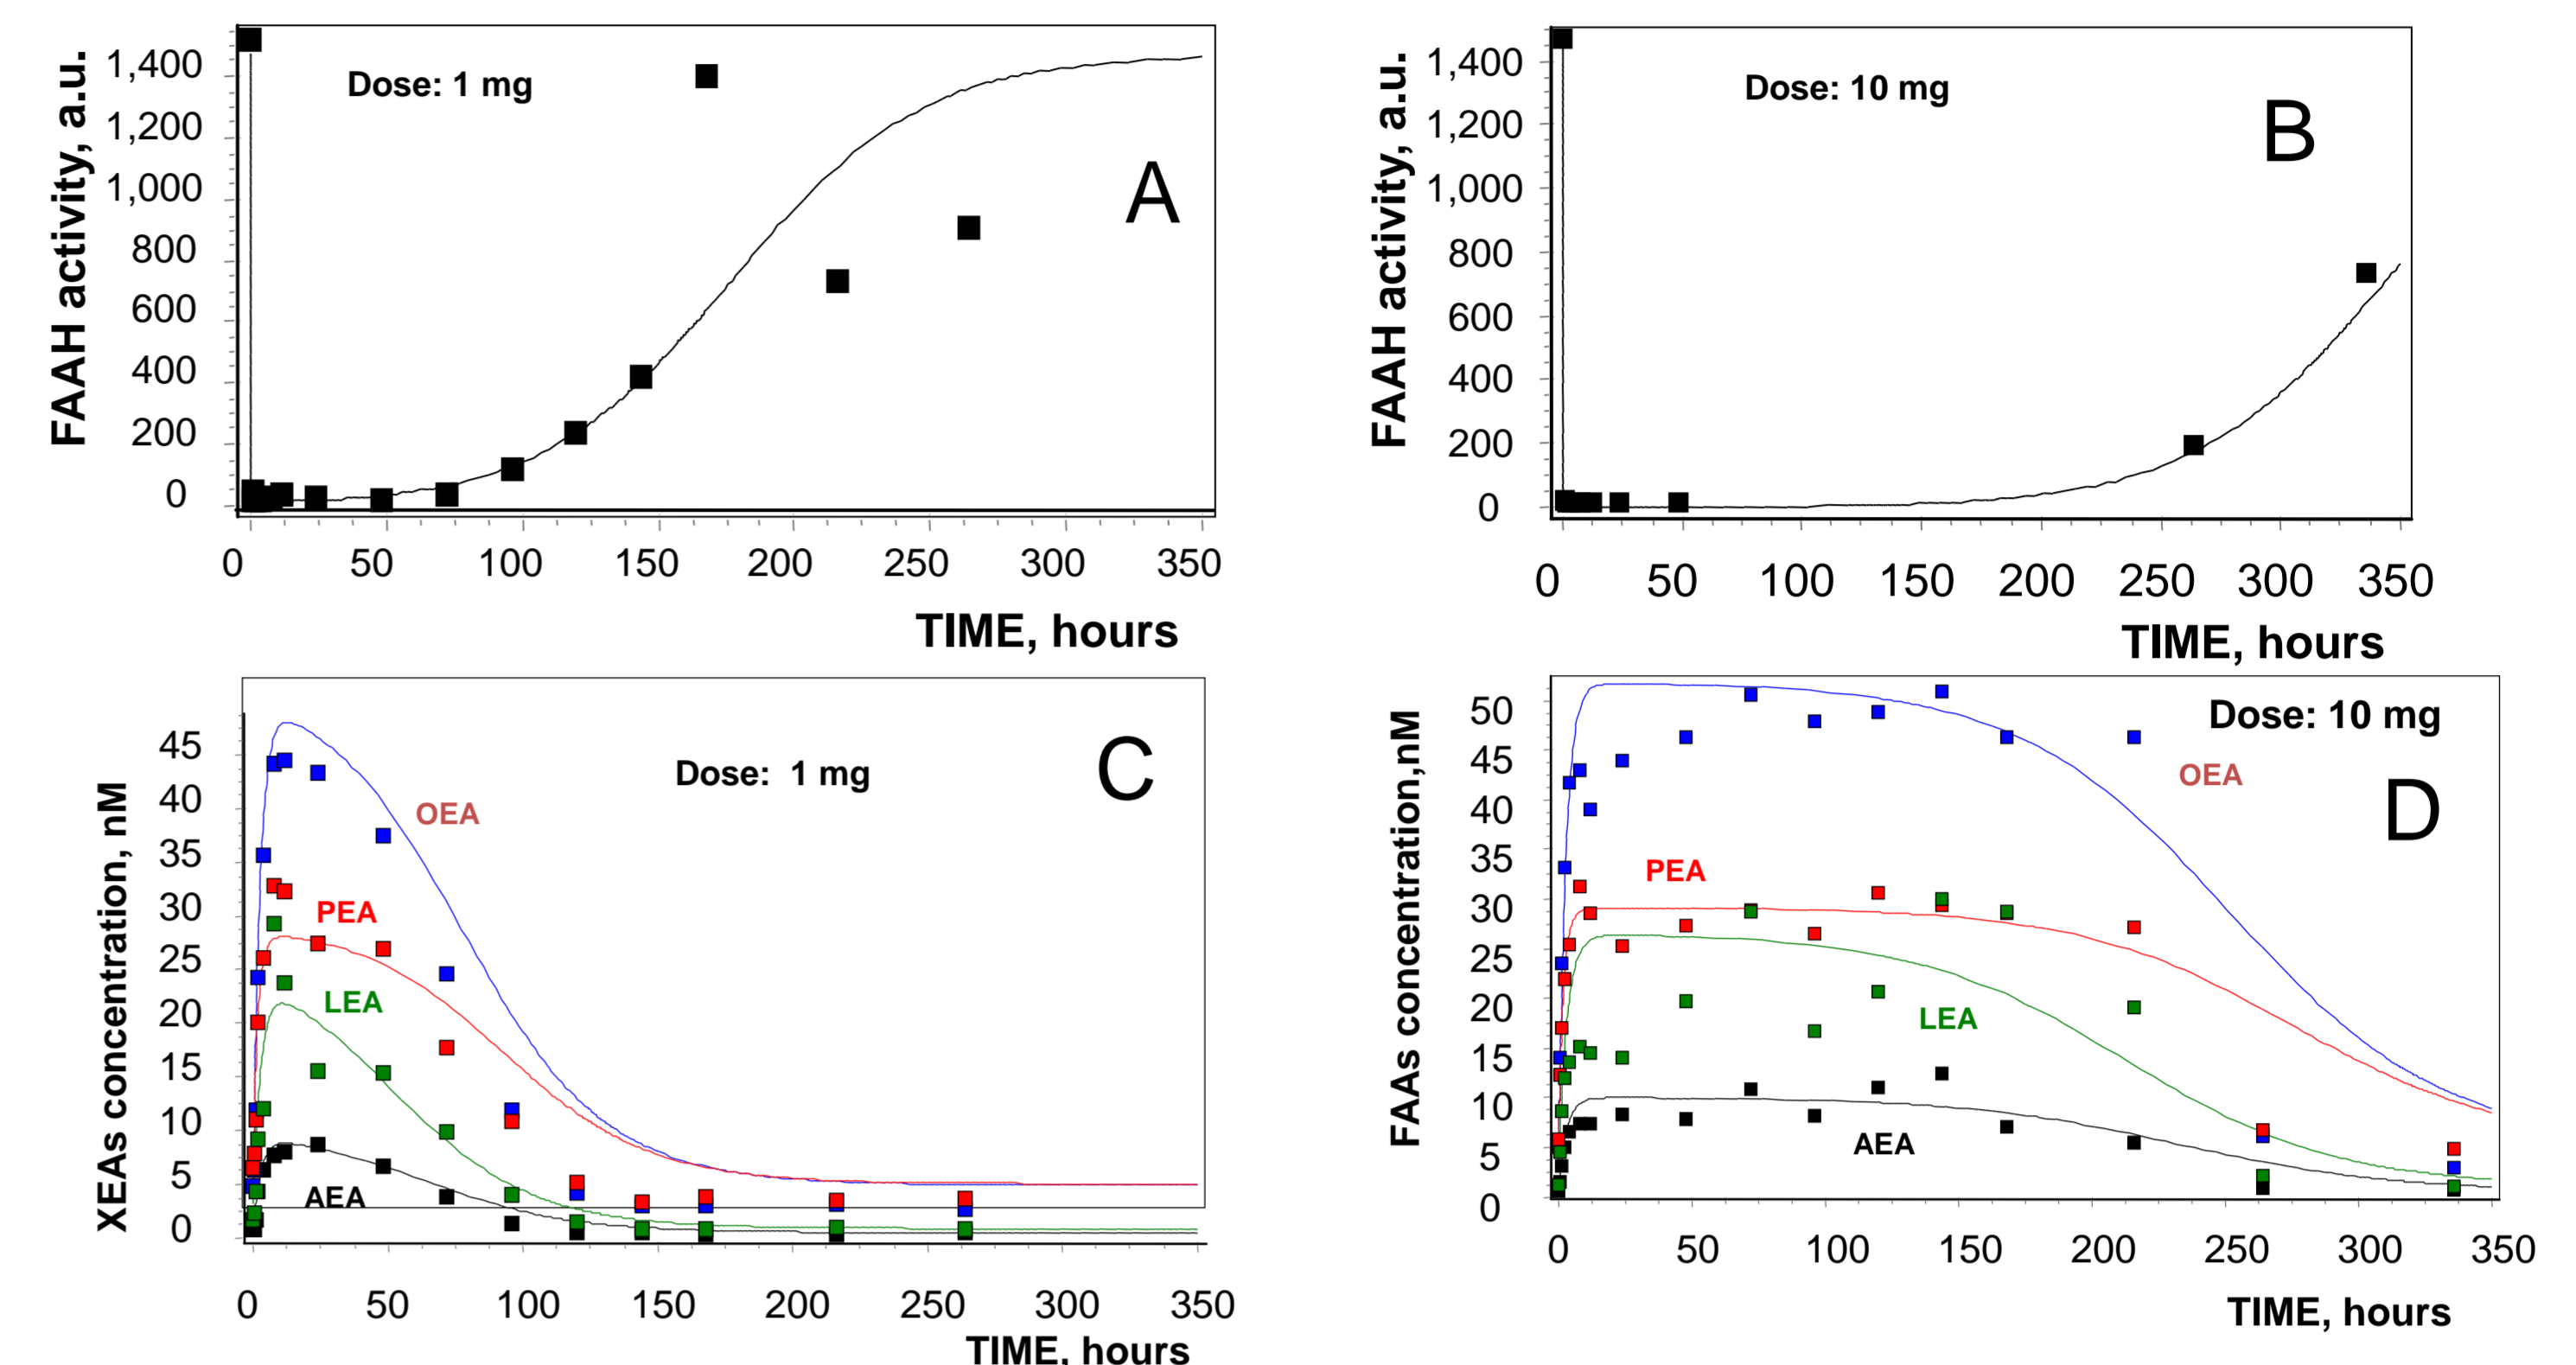 FAAH activity, a.u.
1,400
1,200
1,000
800
600
400
200
0
Dose: 1 mg
A
0 50 100 150 200 250 300 350
TIME, hours
FAAH activity, a.u.
1,400
1,200
1,000
800
600
400
200
0
Dose: 10 mg
B
0 50 100 150 200 250 300 350
TIME, hours
XEAs concentration, nM
45
40
35
30
25
20
15
10
5
0
Dose: 1 mg
C
OEA
PEA
LEA
AEA
0 50 100 150 200 250 300 350
TIME, hours
FAAs concentration,nM
50
45
40
35
30
25
20
15
10
5
0
Dose: 10 mg
OEA
D
PEA
LEA
AEA
0 50 100 150 200 250 300 350
TIME, hours